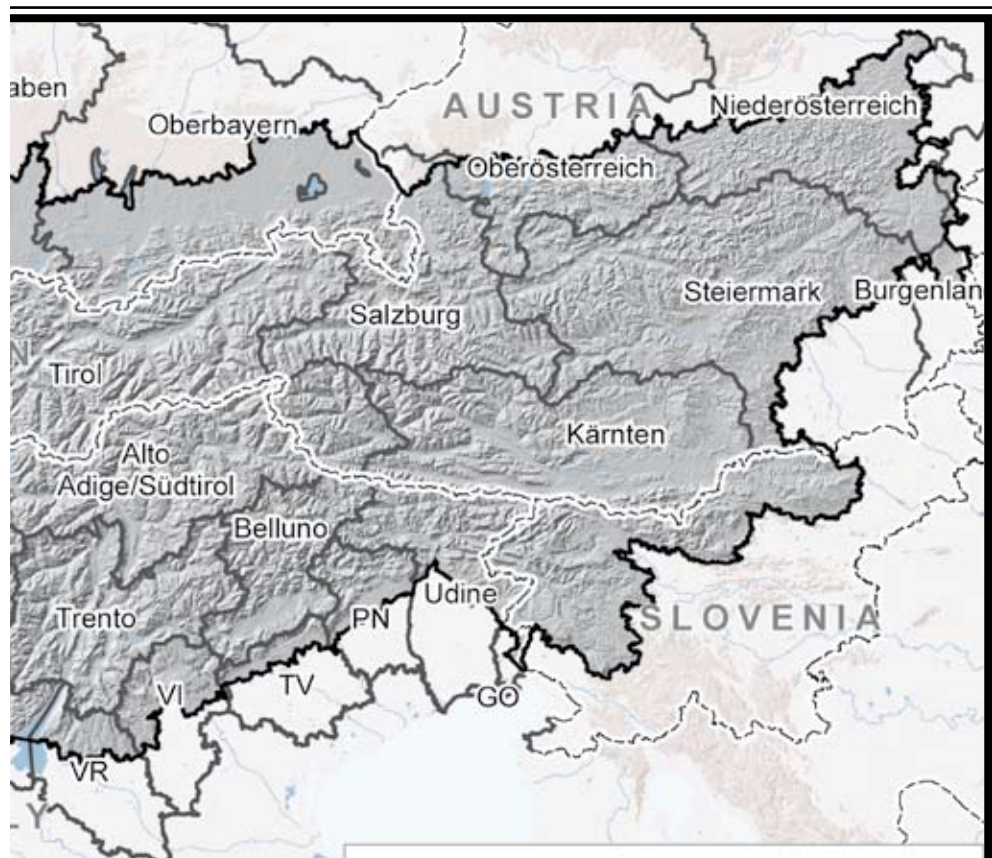 aben
AUSTRIA
Niederösterreich
Oberbayern
Oberösterreich
Steiermark
Burgenlan
Salzburg
N
Tirol
Kärnten
Alto
Adige/Südtirol
Belluno
Udine
PN
Trento
SLOVENIA
VI
TV
GO
VR
LY